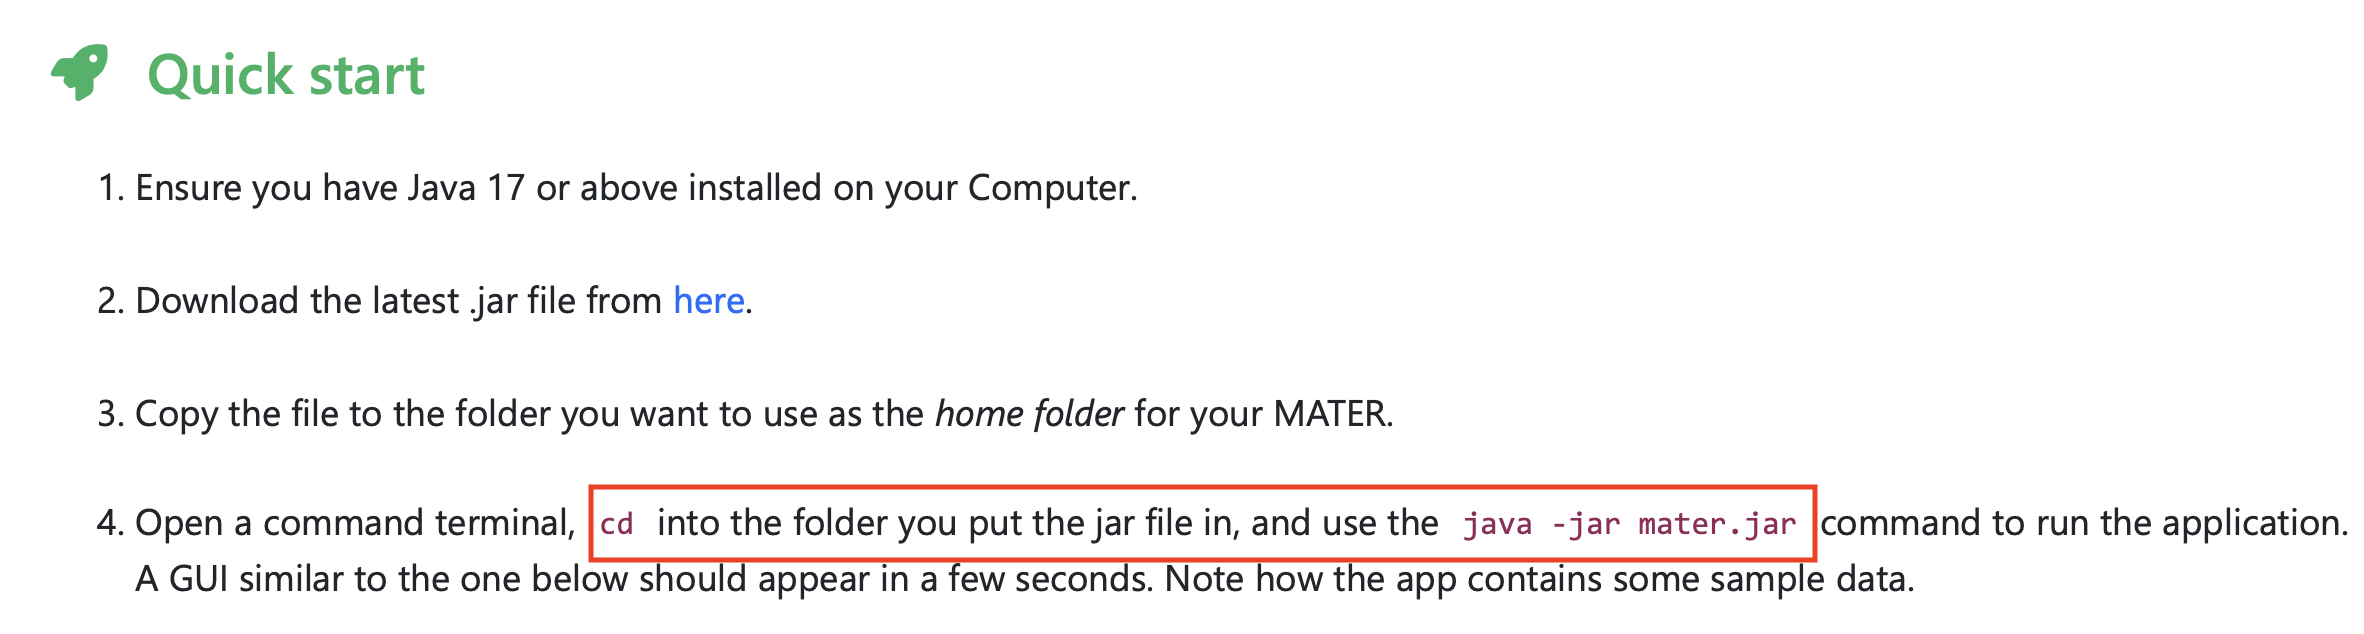 Quick start
1. Ensure you have Java 17 or above installed on your Computer.
2. Download the latest .jar file from here.
3. Copy the file to the folder you want to use as the home folder for your MATER.
4. Open a command terminal, cd into the folder you put the jar file in, and use the java -jar mater.jar command to run the application.
A GUI similar to the one below should appear in a few seconds. Note how the app contains some sample data.